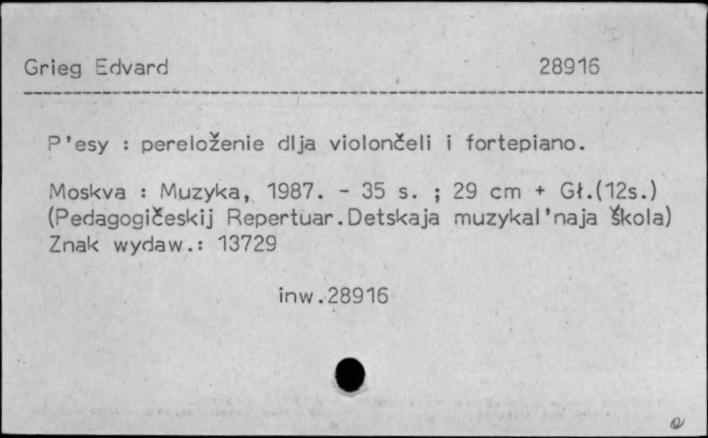 Grieg Edvard 28916
P'esy : pereloženie dlja violončeli i fortepiano.
Moskva : Muzyka, 1987. - 35 s. ; 29 cm + Gł.(12s.)
(Pedagogičeskij Repertuar.Detskaja muzykal'naja škola)
Znak wydaw.: 13729
inw.28916